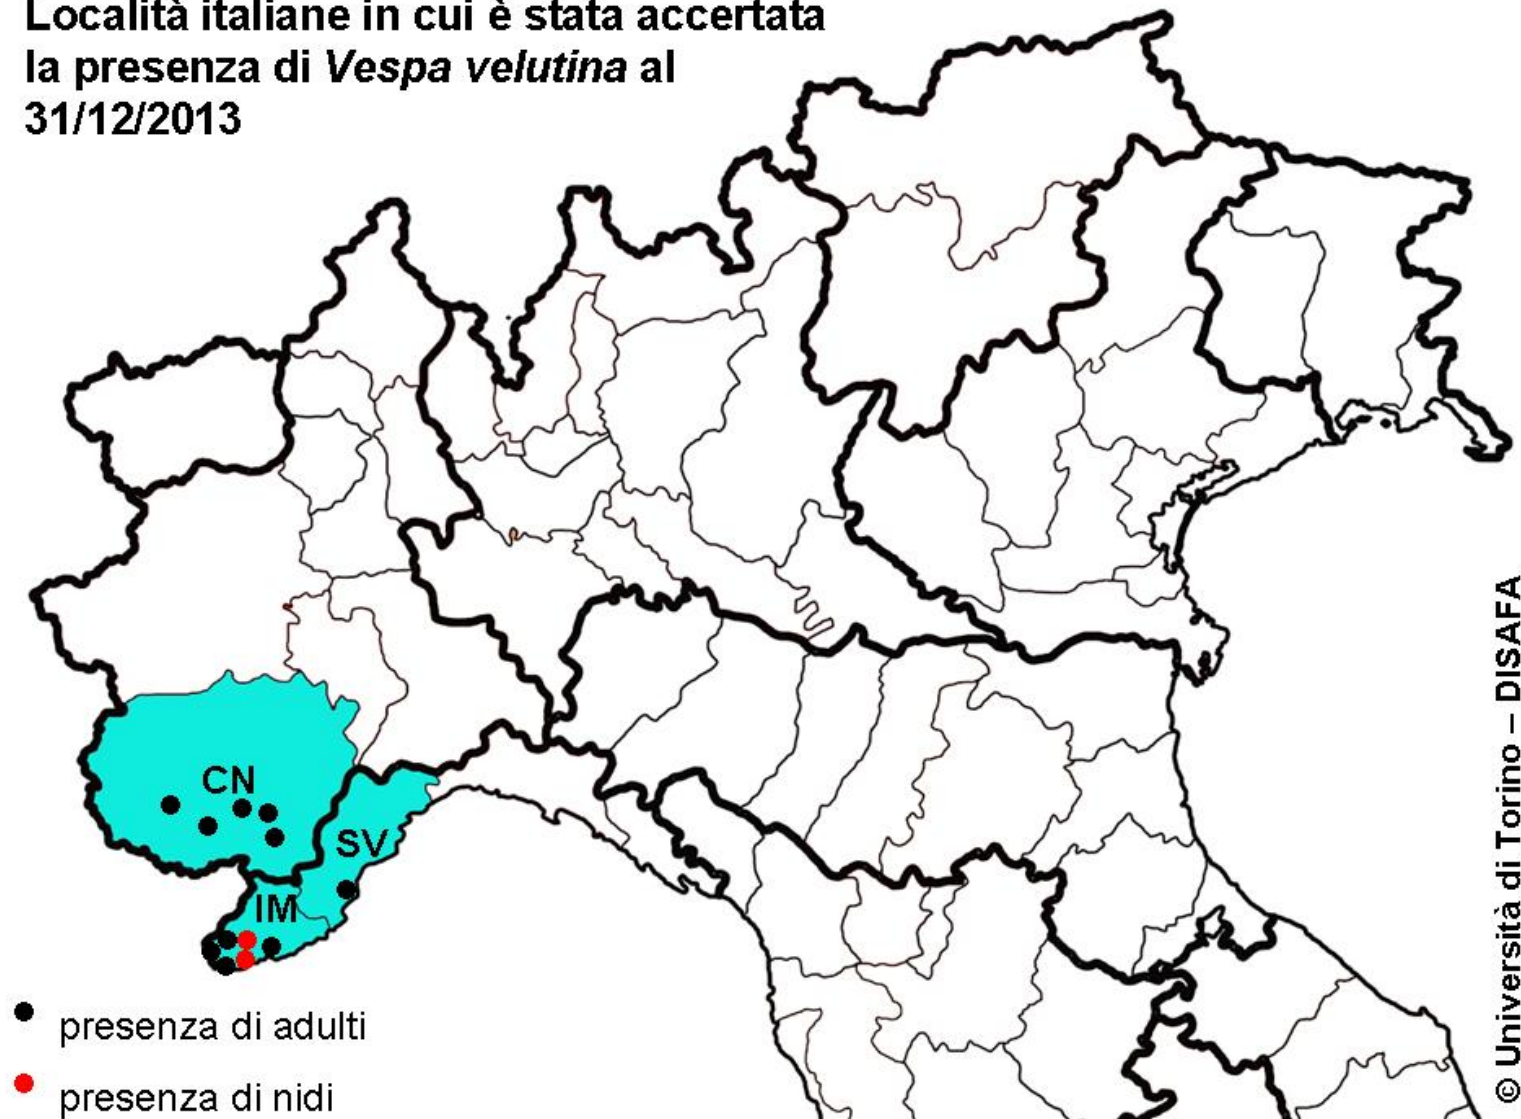 Località italiane in cui è stata accertata
la presenza di Vespa velutina al
31/12/2013
CN
SV
IM
presenza di adulti
presenza di nidi
© Università di Torino – DISAFA